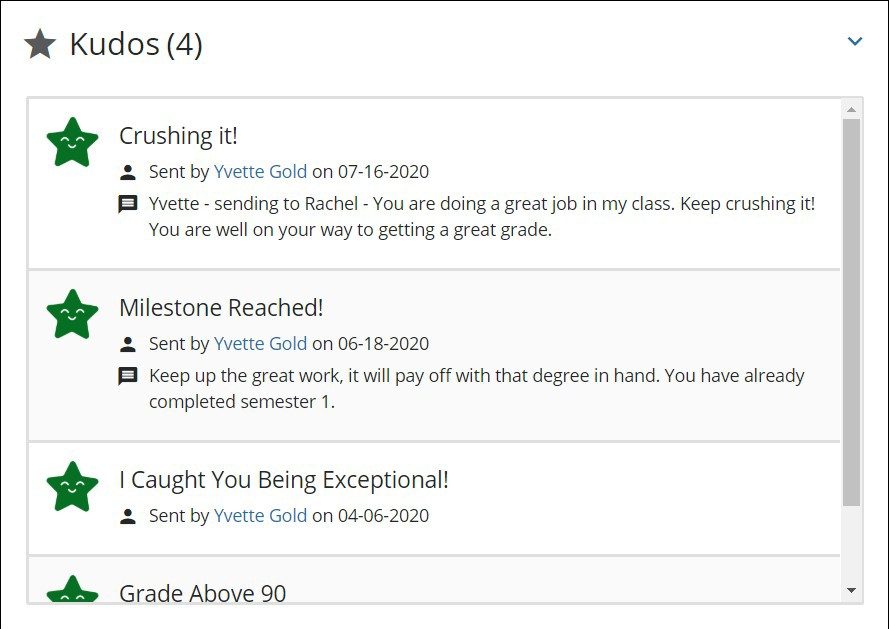 Kudos (4)
Crushing it!
Sent by Yvette Gold on 07-16-2020
Yvette - sending to Rachel - You are doing a great job in my class. Keep crushing it!
You are well on your way to getting a great grade.
Milestone Reached!
Sent by Yvette Gold on 06-18-2020
Keep up the great work, it will pay off with that degree in hand. You have already
completed semester 1.
I Caught You Being Exceptional!
Sent by Yvette Gold on 04-06-2020
Grade Above 90